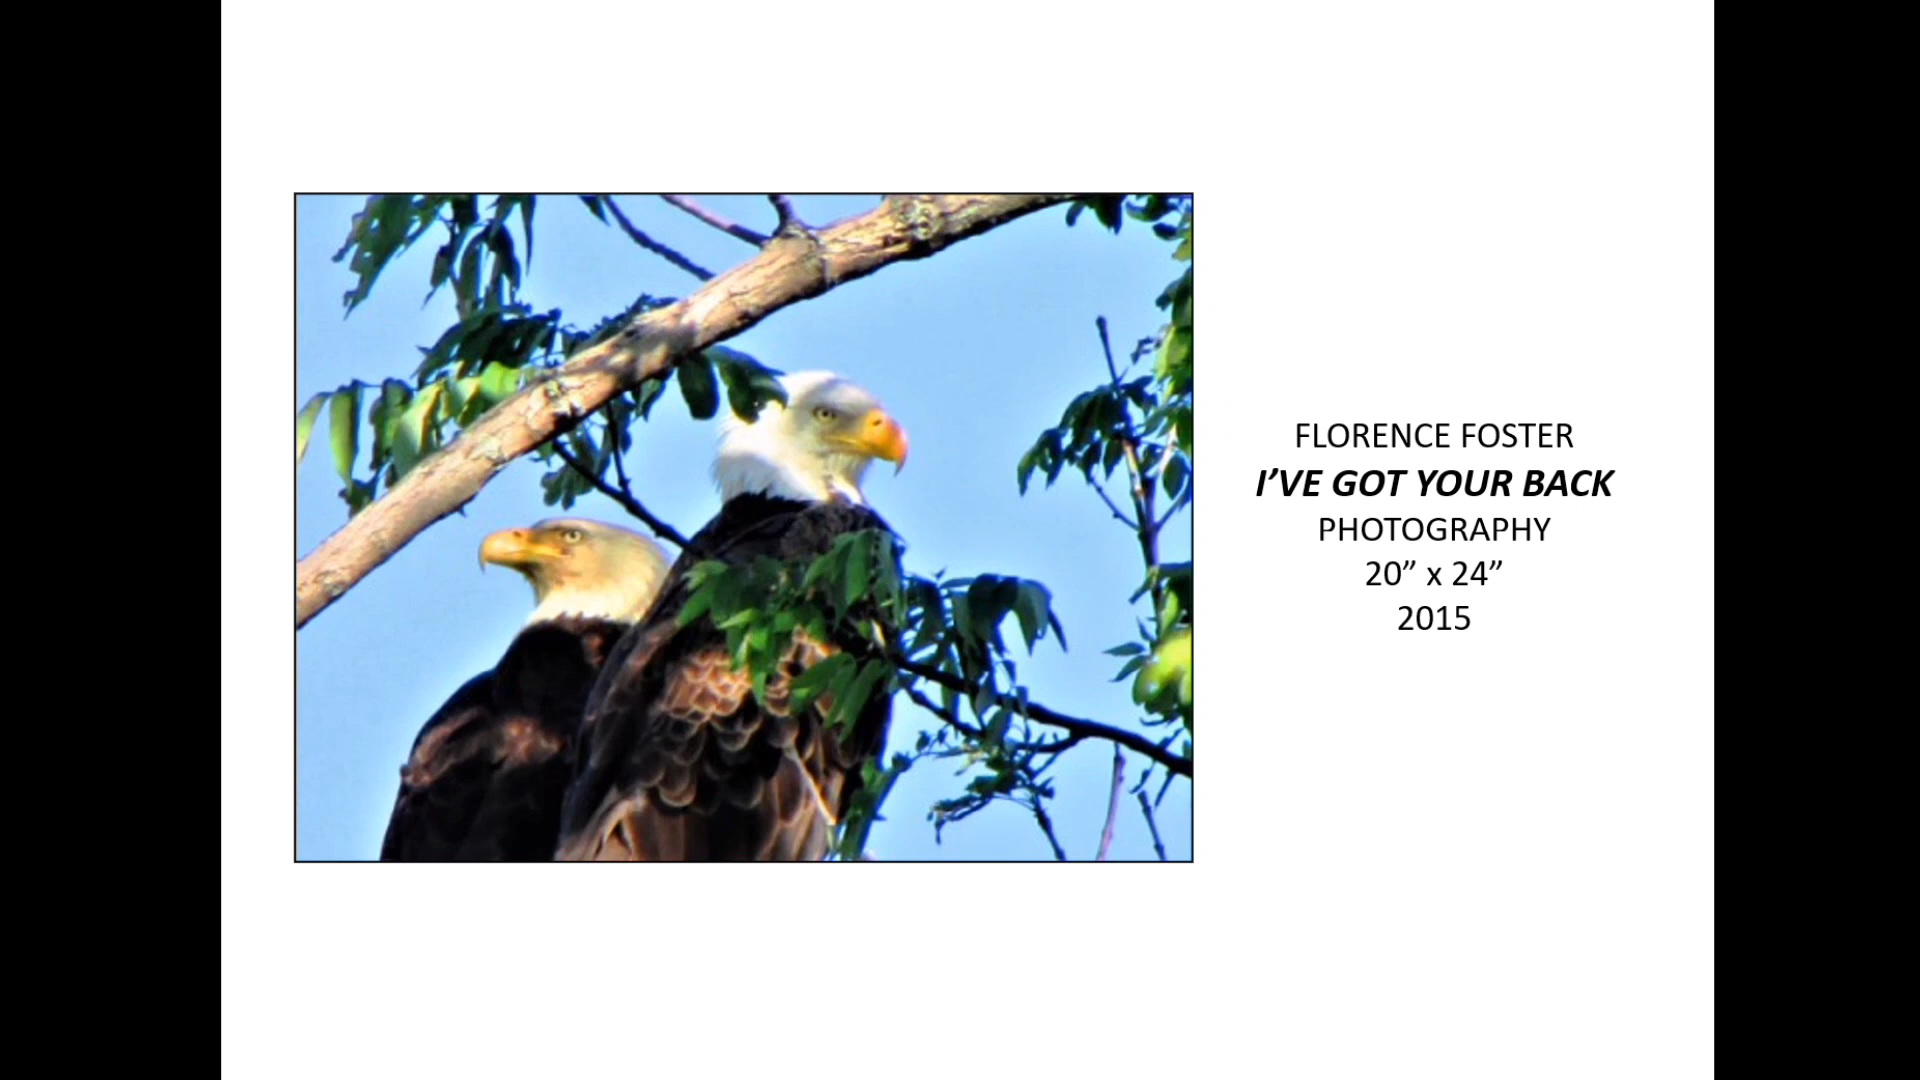 FLORENCE FOSTER
I’VE GOT YOUR BACK
PHOTOGRAPHY
20” x 24”
2015